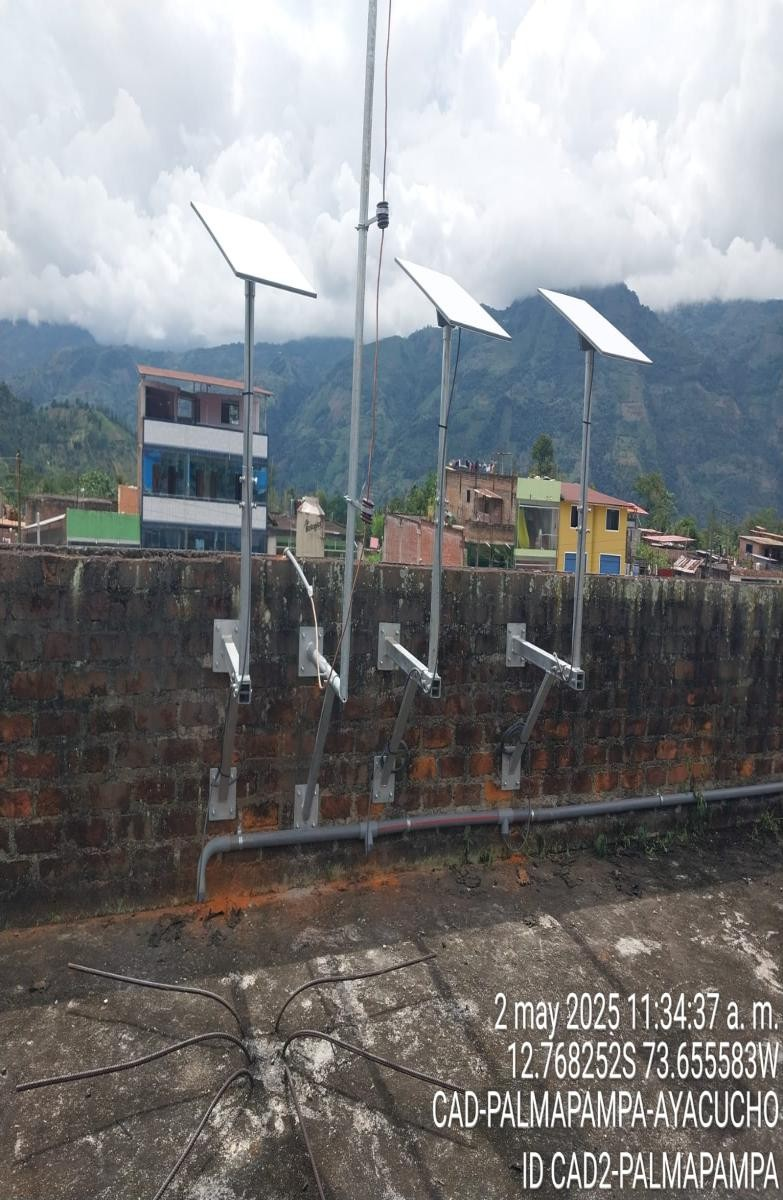 2 may 2025 11:34:37 a. m.
12.768252S 73.655583W
CAD-PALMAPAMPA-AYACUCHO
ID CAD2-PALMAPAMPA